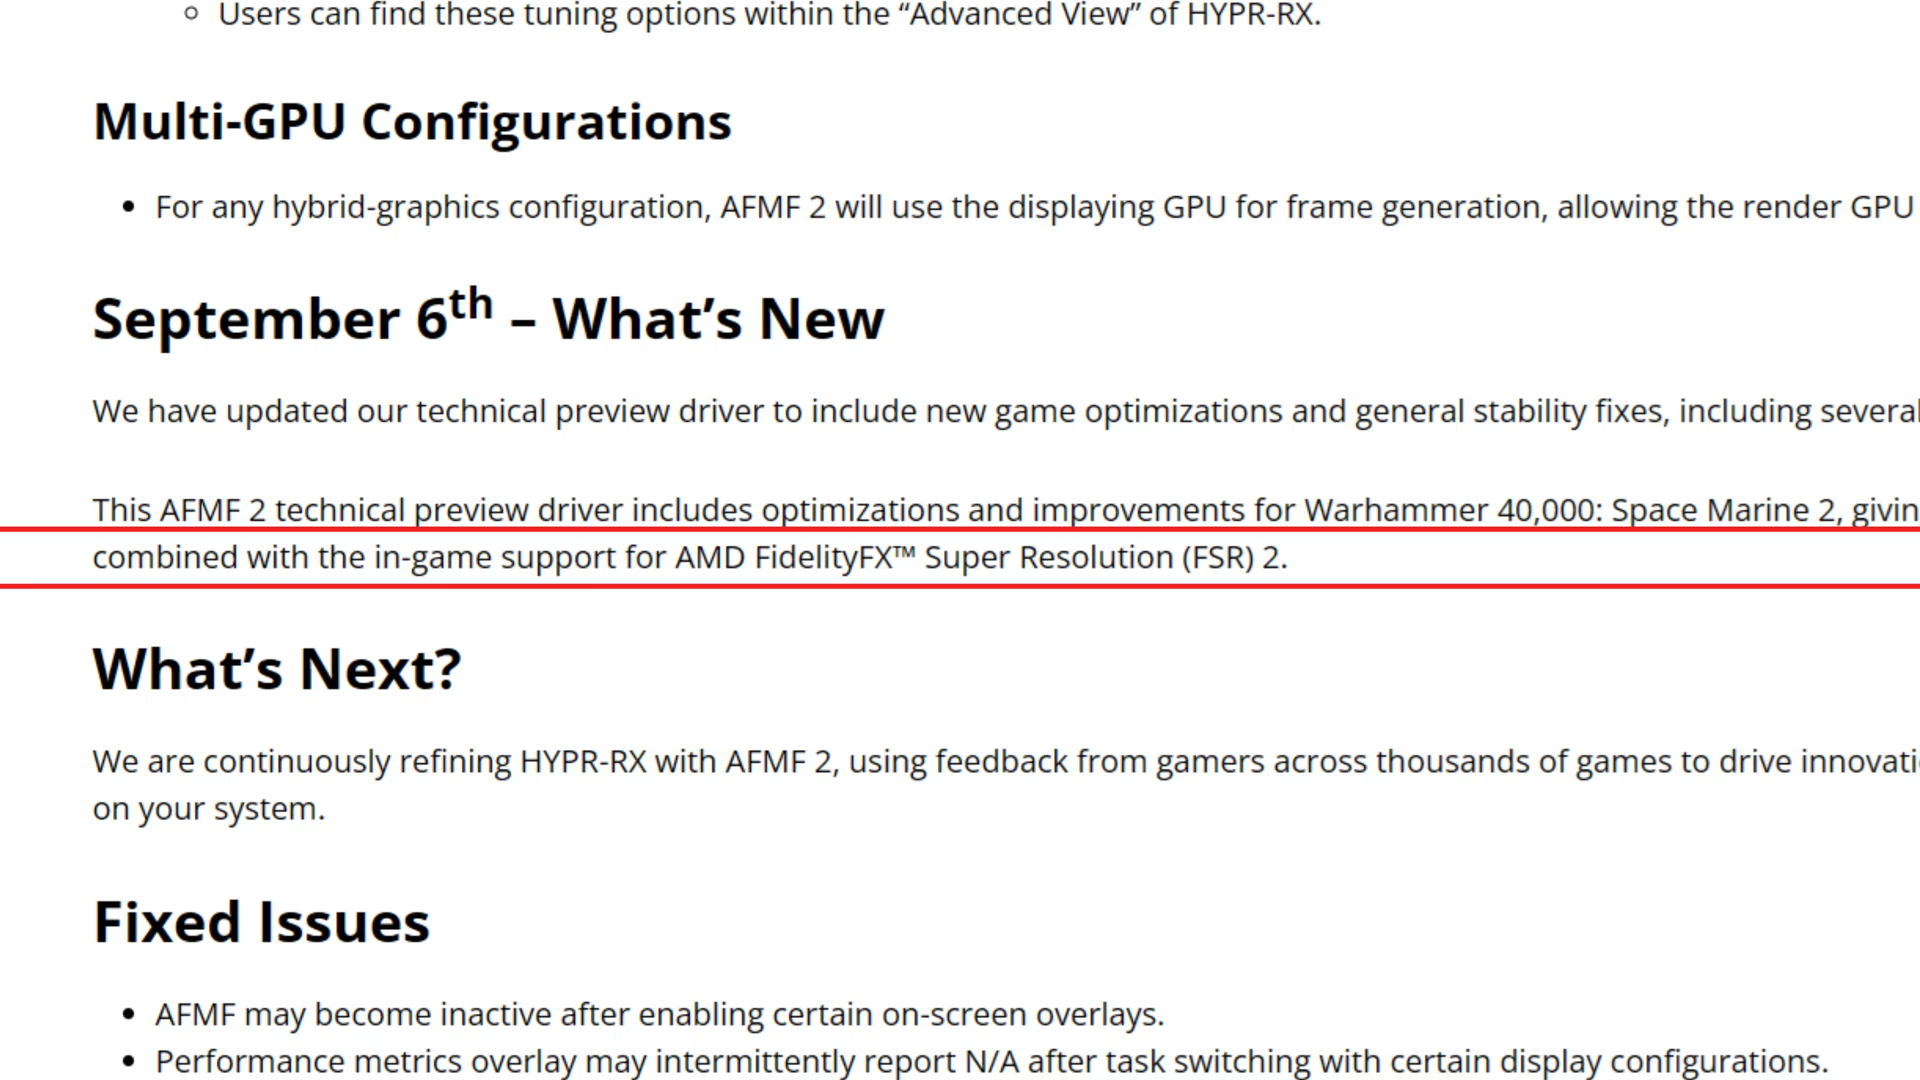 Users can find these tuning options within the “Advanced View” of HYPR-RX.
Multi-GPU Configurations
For any hybrid-graphics configuration, AFMF 2 will use the displaying GPU for frame generation, allowing the render GPU
September 6th – What’s New
We have updated our technical preview driver to include new game optimizations and general stability fixes, including several
This AFMF 2 technical preview driver includes optimizations and improvements for Warhammer 40,000: Space Marine 2, givin
combined with the in-game support for AMD FidelityFX™ Super Resolution (FSR) 2.
What’s Next?
We are continuously refining HYPR-RX with AFMF 2, using feedback from gamers across thousands of games to drive innovati
on your system.
Fixed Issues
AFMF may become inactive after enabling certain on-screen overlays.
Performance metrics overlay may intermittently report N/A after task switching with certain display configurations.